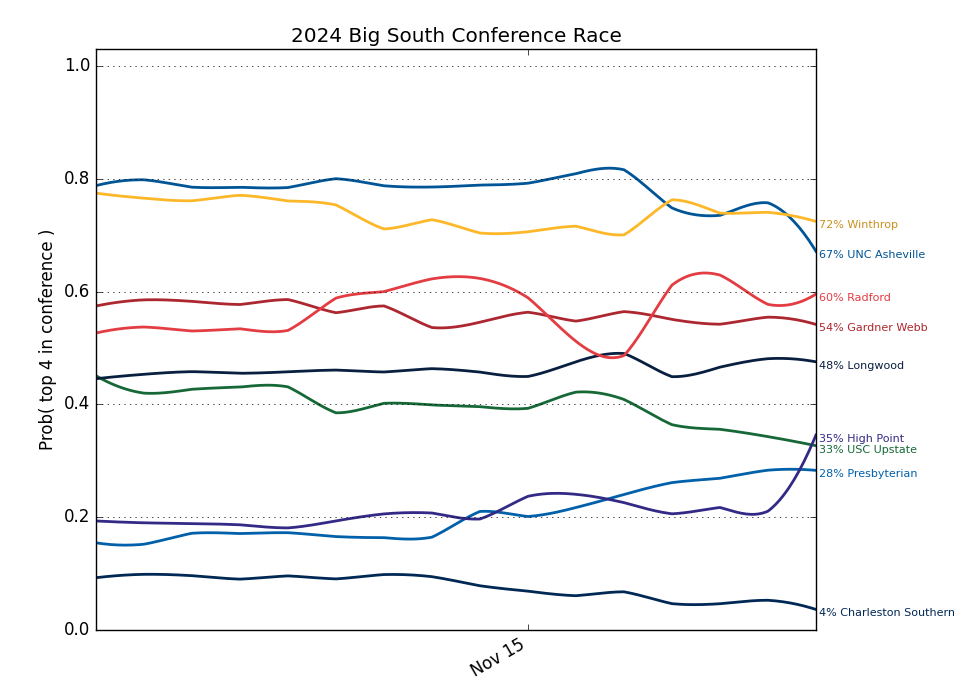 2024 Big South Conference Race
Prob( top 4 in conference )
1.0
0.8
0.6
0.4
0.2
0.0
Nov 15
72% Winthrop
67% UNC Asheville
60% Radford
54% Gardner Webb
48% Longwood
35% High Point
33% USC Upstate
28% Presbyterian
4% Charleston Southern